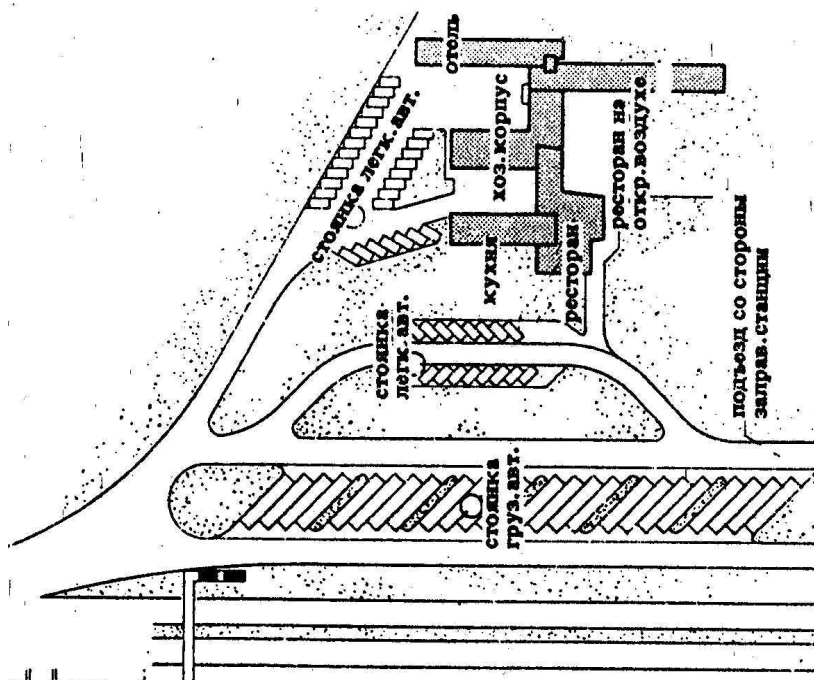 отель
стоянка легк.авт.
хоз.корпус
ресторан на
откр.воздухе
кухня
ресторан
стоянка
легк.авт.
подъезд со стороны
заправ.станции
стоянка
груз.авт.